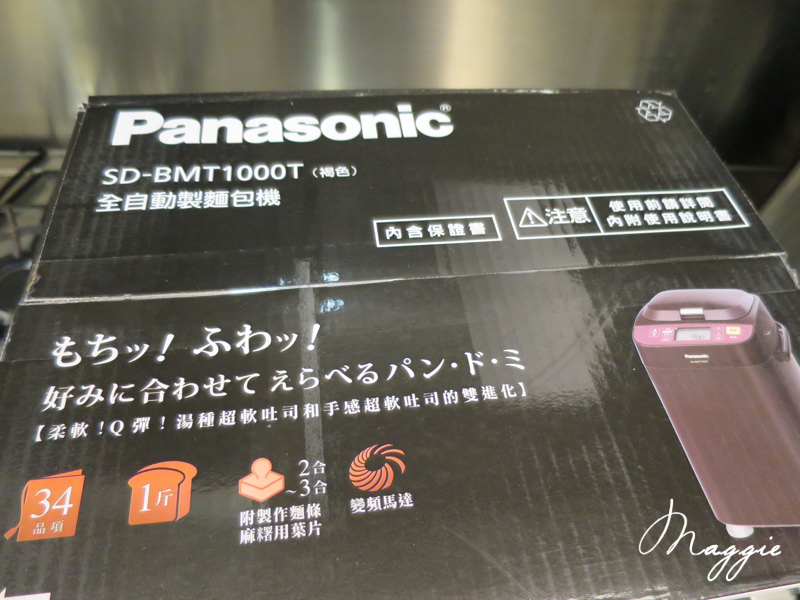 Panasonic®
SD-BMT1000T（褐色）
全自動製麵包機
內含保證書
注意
使用前請詳閱
內附使用說明書
もちッ！ふわッ！
好みに合わせてえらべるパン・ド・ミ
【柔軟！Q彈！湯種超軟吐司和手感超軟吐司的雙進化】
34
品項
1斤
2合
~3合
附製作麵條
麻糬用葉片
變頻馬達
Panasonic
Maggie